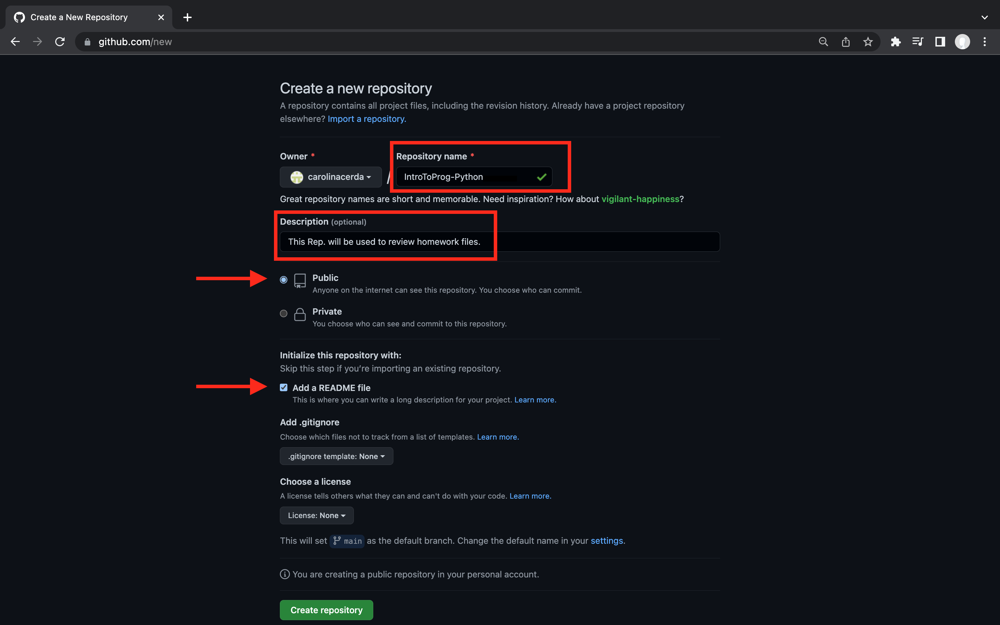 Create a New Repository
github.com/new
Create a new repository
A repository contains all project files, including the revision history. Already have a project repository
elsewhere? Import a repository.
Owner * Repository name *
carolinacerda / IntroToProg-Python
Great repository names are short and memorable. Need inspiration? How about vigilant-happiness?
Description (optional)
This Rep. will be used to review homework files.
Public
Anyone on the internet can see this repository. You choose who can commit.
Private
You choose who can see and commit to this repository.
Initialize this repository with:
Skip this step if you’re importing an existing repository.
Add a README file
This is where you can write a long description for your project. Learn more.
Add .gitignore
Choose which files not to track from a list of templates. Learn more.
.gitignore template: None
Choose a license
A license tells others what they can and can't do with your code. Learn more.
License: None
This will set main as the default branch. Change the default name in your settings.
You are creating a public repository in your personal account.
Create repository